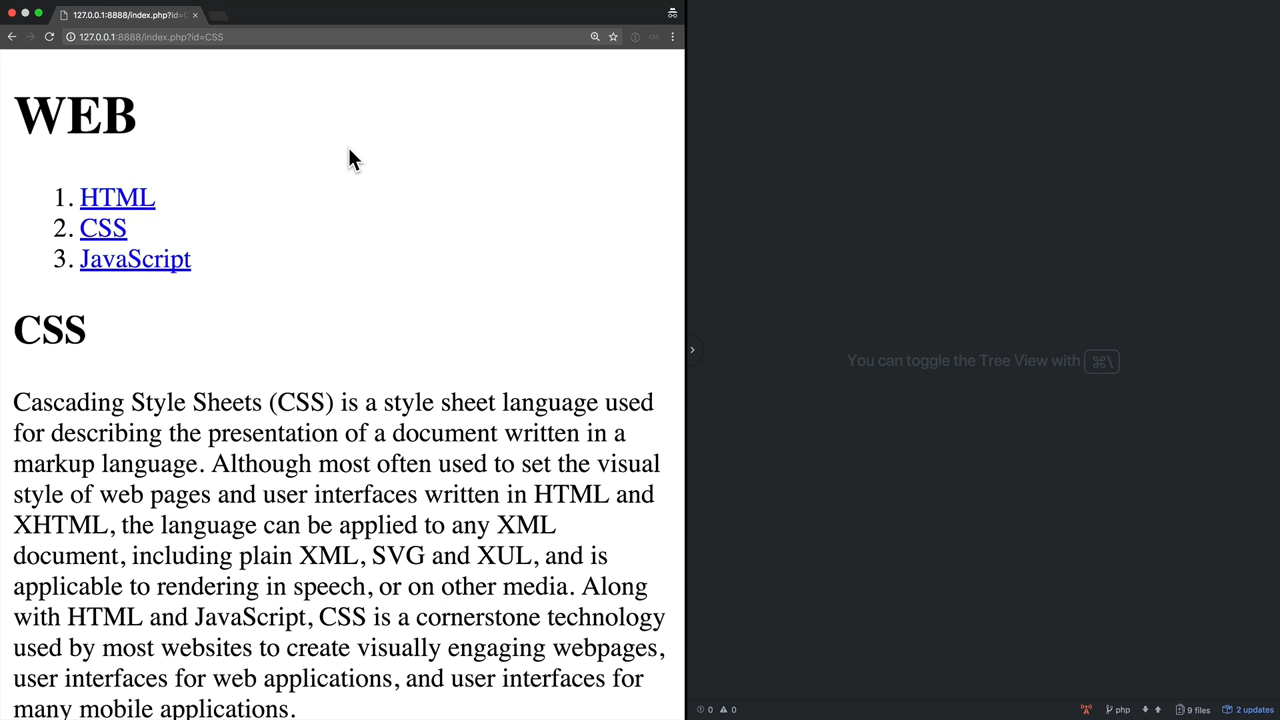 127.0.0.1:8888/index.php?id=C
127.0.0.1:8888/index.php?id=CSS
WEB
1. HTML
2. CSS
3. JavaScript
CSS
Cascading Style Sheets (CSS) is a style sheet language used
for describing the presentation of a document written in a
markup language. Although most often used to set the visual
style of web pages and user interfaces written in HTML and
XHTML, the language can be applied to any XML
document, including plain XML, SVG and XUL, and is
applicable to rendering in speech, or on other media. Along
with HTML and JavaScript, CSS is a cornerstone technology
used by most websites to create visually engaging webpages,
user interfaces for web applications, and user interfaces for
many mobile applications.
You can toggle the Tree View with ⌘\
0 0 php 9 files 2 updates